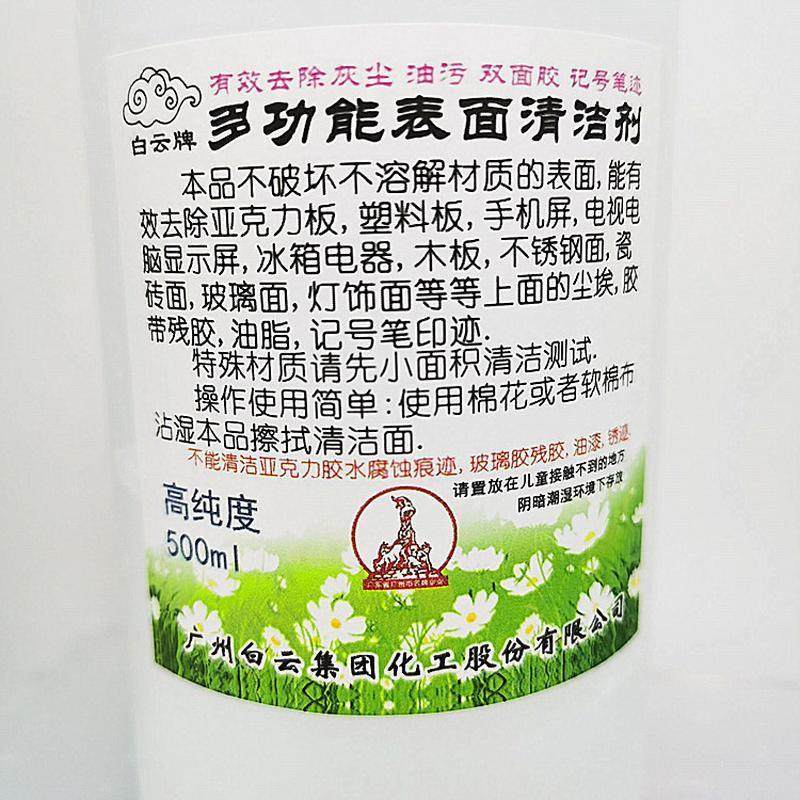 有效去除灰尘 油污 双面胶 记号笔迹
白云牌
多功能表面清洁剂
本品不破坏不溶解材质的表面,能有
效去除亚克力板,塑料板,手机屏,电视电
脑显示屏,冰箱电器,木板,不锈钢面,瓷
砖面,玻璃面,灯饰面等等上面的尘埃,胶
带残胶,油脂,记号笔印迹.
特殊材质请先小面积清洁测试.
操作使用简单:使用棉花或者软棉布
沾湿本品擦拭清洁面.
不能清洁亚克力胶水腐蚀痕迹,玻璃胶残胶,油漆,锈迹.
请置放在儿童接触不到的地方
阴暗潮湿环境下存放
高纯度
500ml
广州白云集团化工股份有限公司